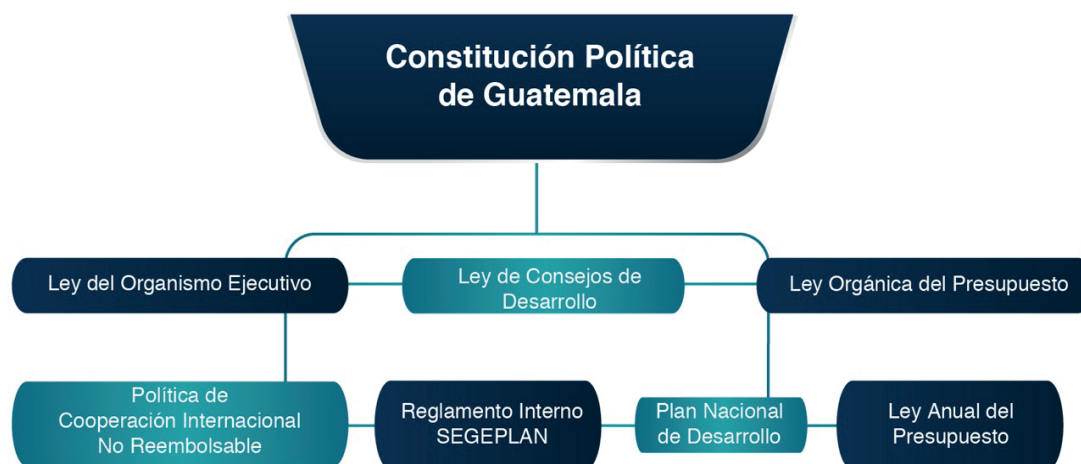 Constitución Política
de Guatemala
Ley del Organismo Ejecutivo
Ley de Consejos de
Desarrollo
Ley Orgánica del Presupuesto
Política de
Cooperación Internacional
No Reembolsable
Reglamento Interno
SEGEPLAN
Plan Nacional
de Desarrollo
Ley Anual del
Presupuesto